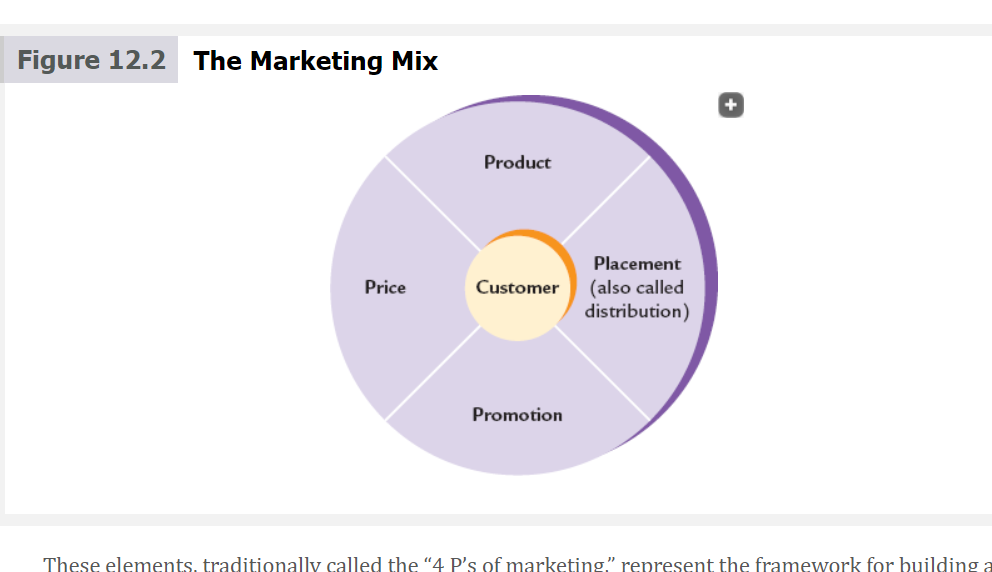 Figure 12.2 The Marketing Mix
Product
Price
Customer
Placement
(also called
distribution)
Promotion
These elements, traditionally called the “4 P’s of marketing,” represent the framework for building a